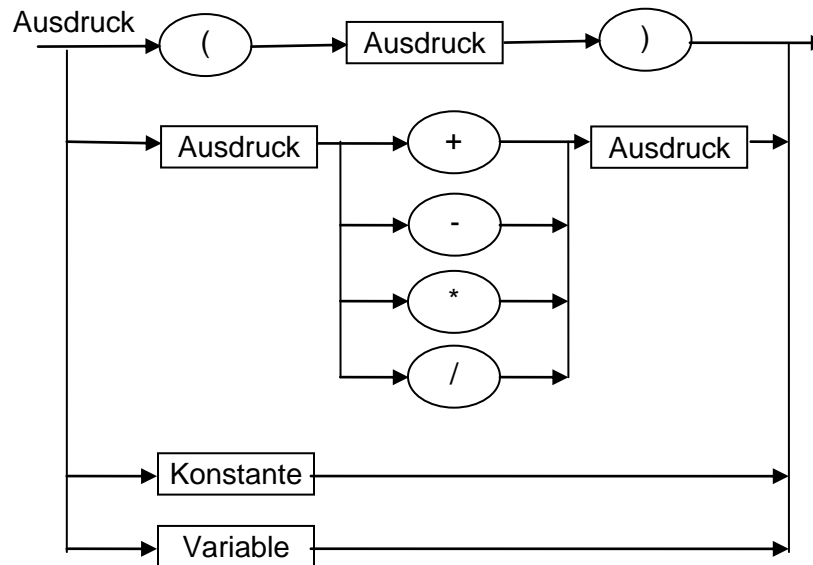 Ausdruck
( Ausdruck )
Ausdruck + Ausdruck
-
*
/
Konstante
Variable